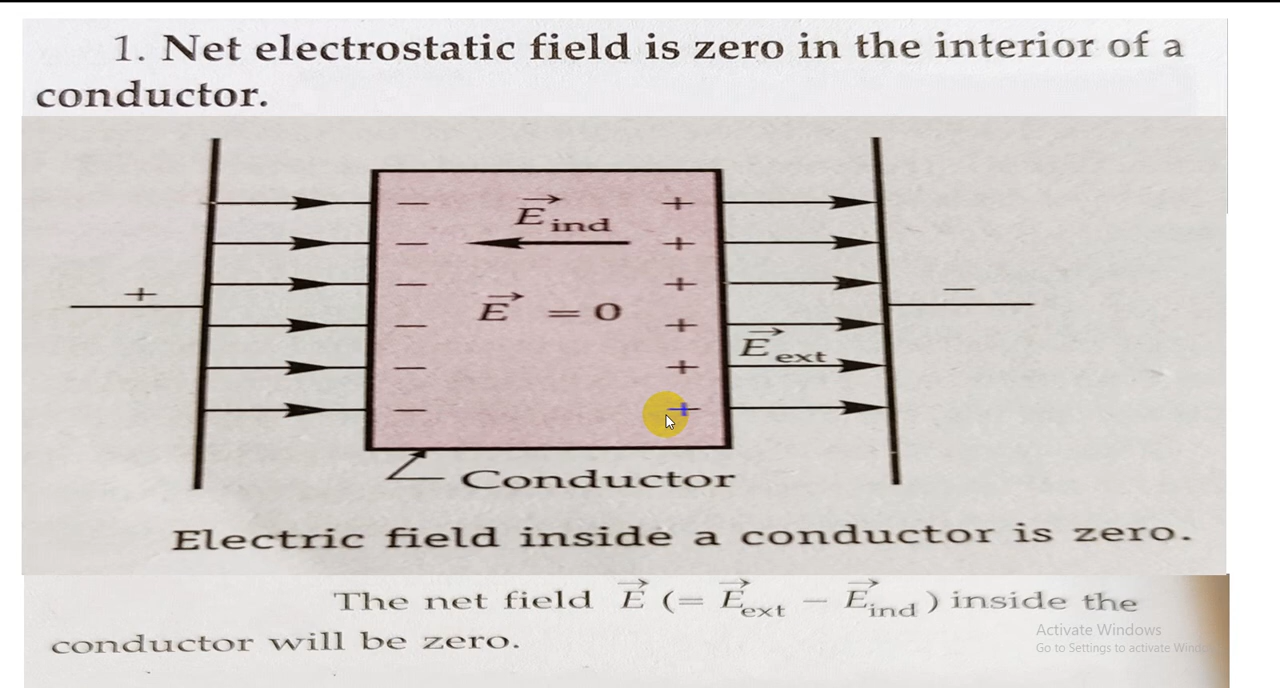 1. Net electrostatic field is zero in the interior of a
conductor.
E⃗ ind
E⃗ = 0
E⃗ ext
+
−
− − − − − −
+ + + + + +
Conductor
Electric field inside a conductor is zero.
The net field E⃗ (= E⃗ext − E⃗ind) inside the
conductor will be zero.
Activate Windows
Go to Settings to activate